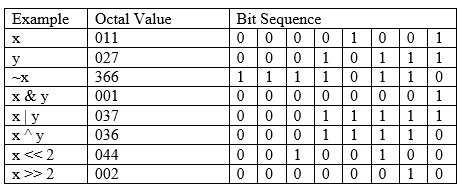 Example Octal Value Bit Sequence
x 011 0 0 0 0 1 0 0 1
y 027 0 0 0 1 0 1 1 1
~x 366 1 1 1 1 0 1 1 0
x & y 001 0 0 0 0 0 0 0 1
x | y 037 0 0 0 1 1 1 1 1
x ^ y 036 0 0 0 1 1 1 1 0
x << 2 044 0 0 1 0 0 1 0 0
x >> 2 002 0 0 0 0 0 0 1 0